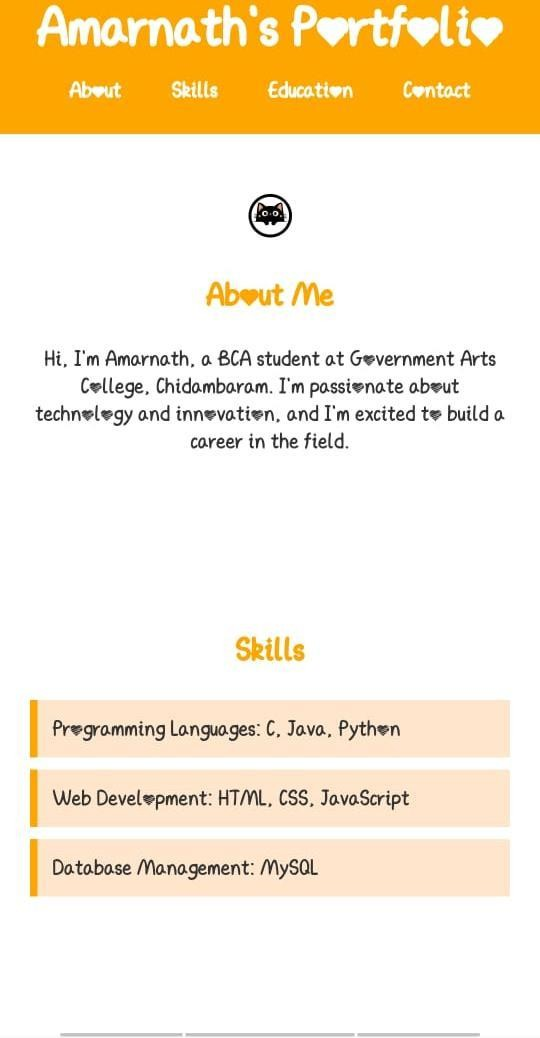 Amarnath's Portfolio
About Skills Education Contact
About Me
Hi, I'm Amarnath, a BCA student at Government Arts
College, Chidambaram. I'm passionate about
technology and innovation, and I'm excited to build a
career in the field.
Skills
Programming Languages: C, Java, Python
Web Development: HTML, CSS, JavaScript
Database Management: MySQL